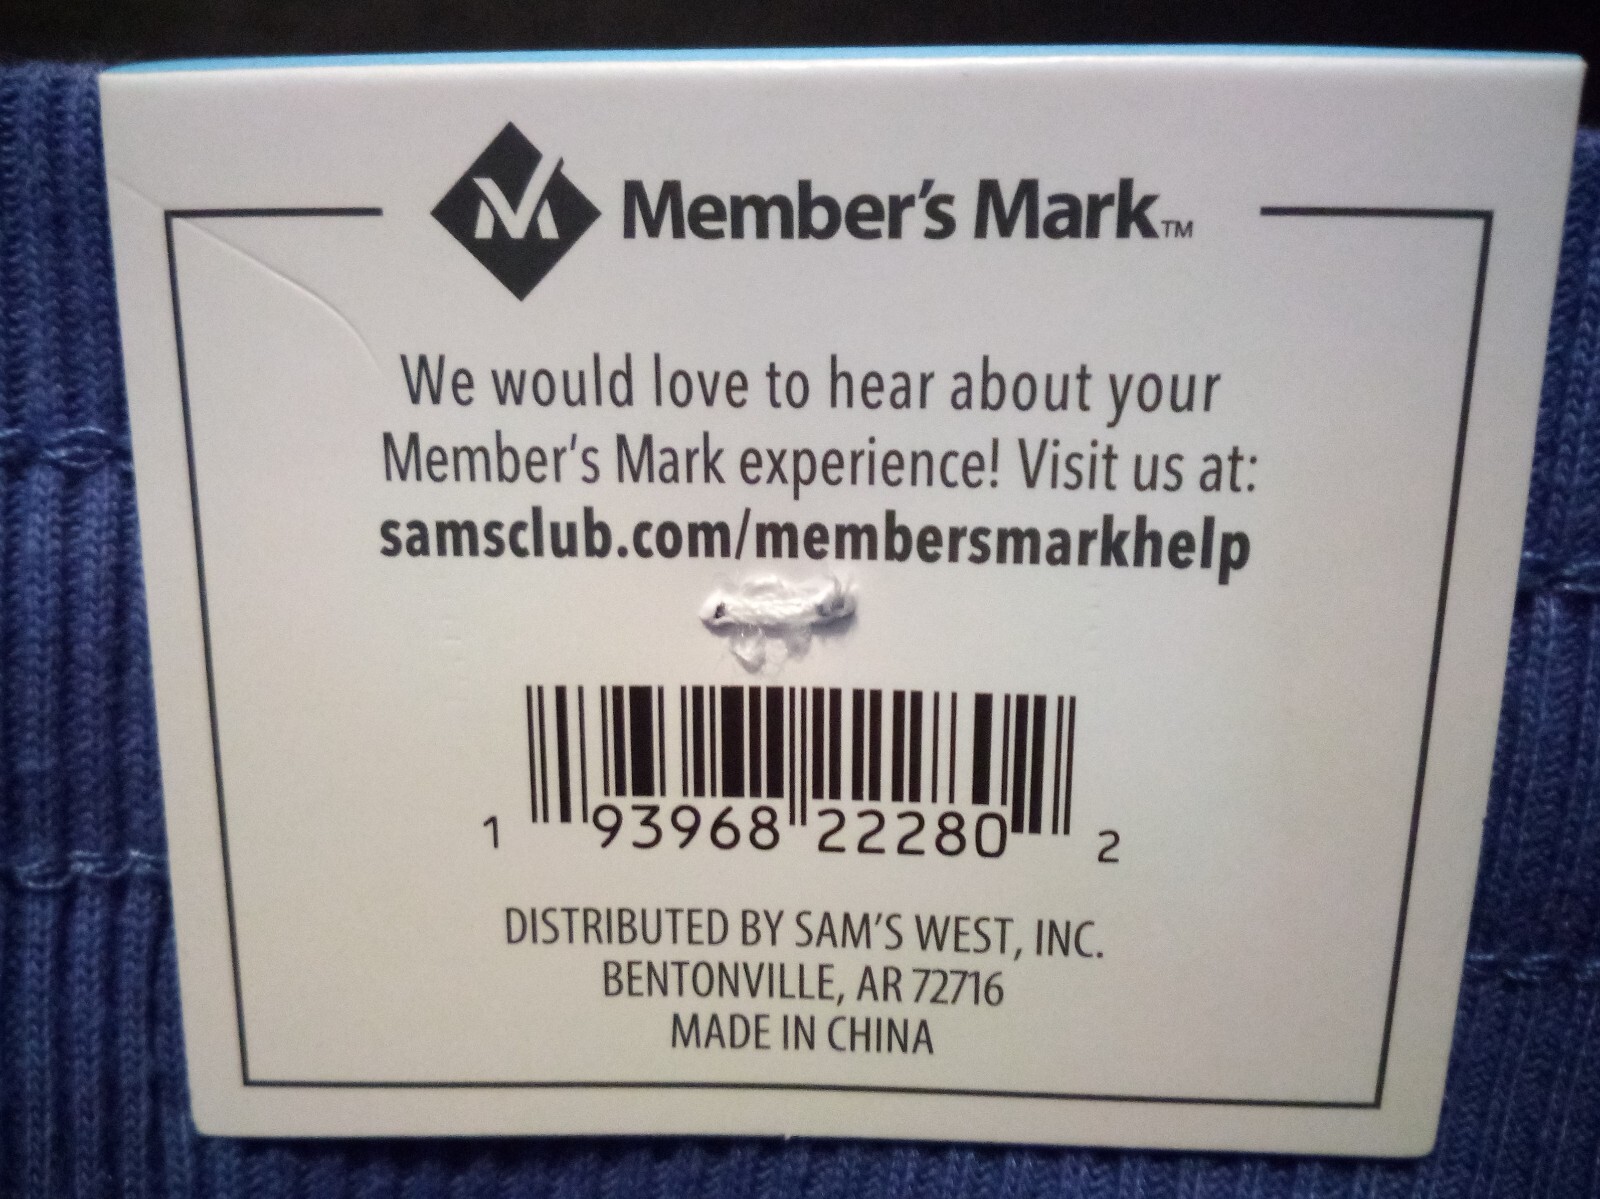 Member's Mark™
We would love to hear about your
Member's Mark experience! Visit us at:
samsclub.com/membersmarkhelp
1 93968 22280 2
DISTRIBUTED BY SAM'S WEST, INC.
BENTONVILLE, AR 72716
MADE IN CHINA